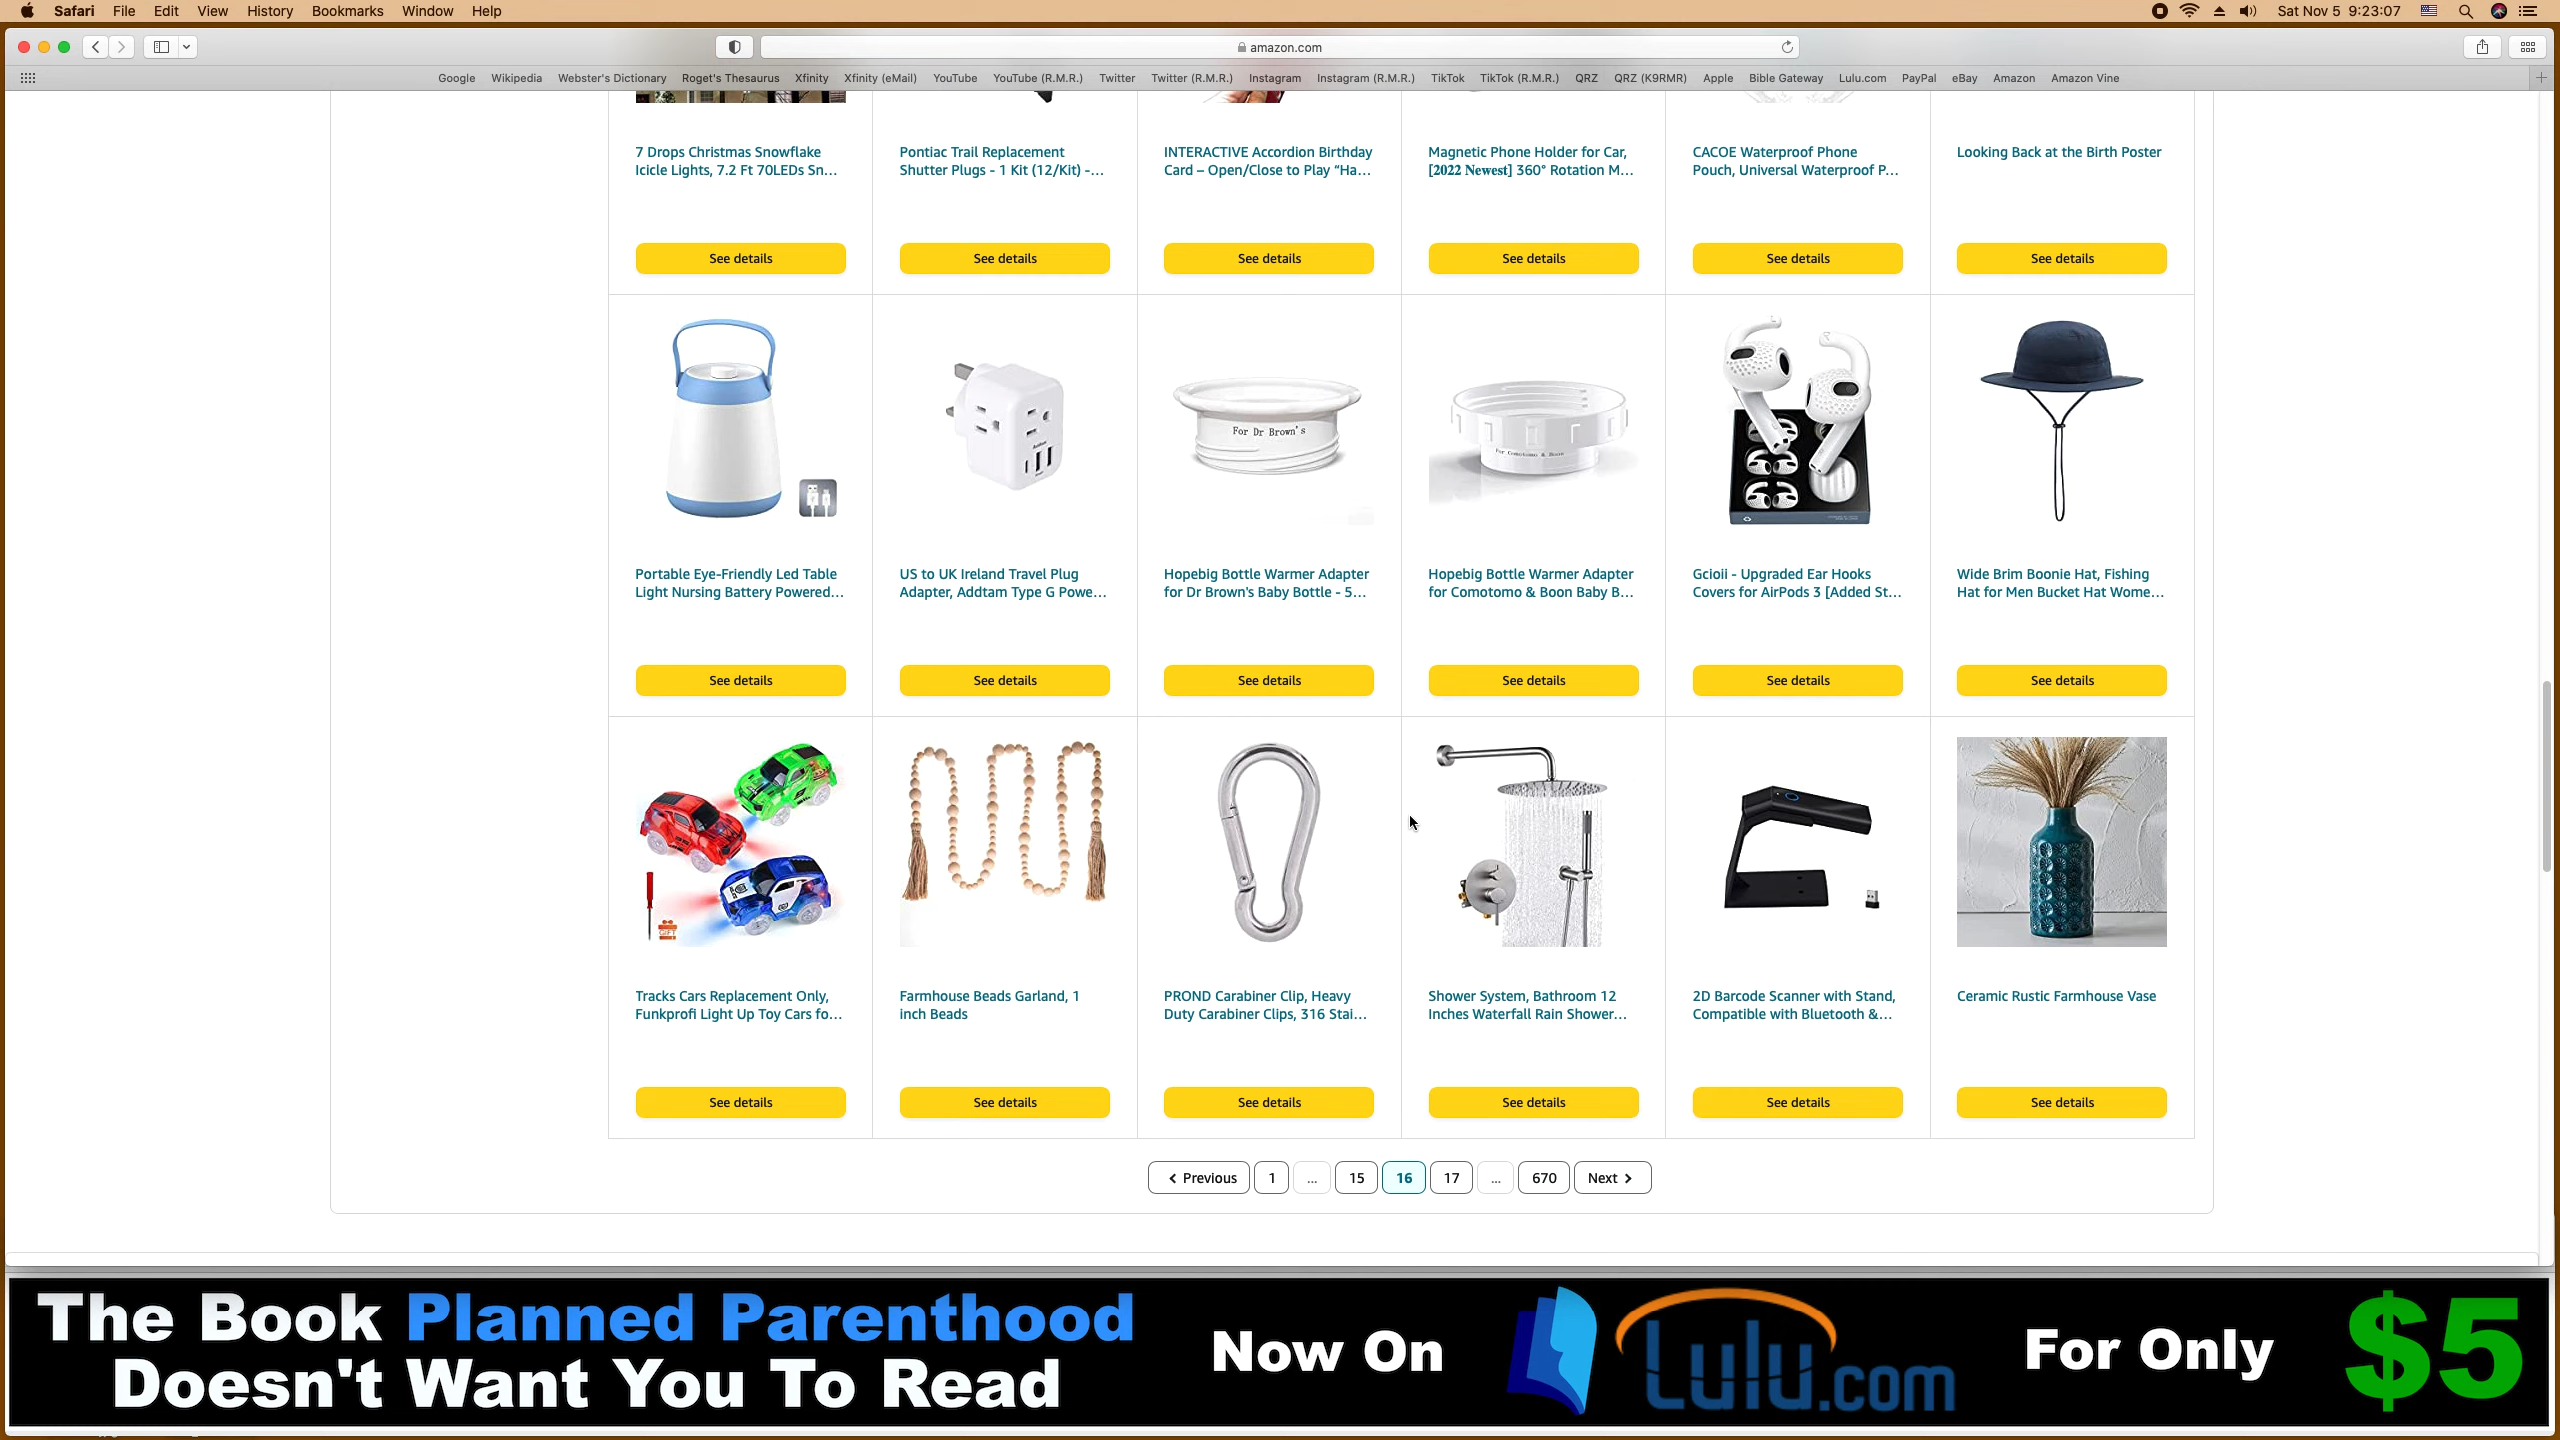 Safari File Edit View History Bookmarks Window Help
Sat Nov 5 9:23:07
amazon.com
Google Wikipedia Webster's Dictionary Roget's Thesaurus Xfinity Xfinity (eMail) YouTube YouTube (R.M.R.) Twitter Twitter (R.M.R.) Instagram Instagram (R.M.R.) TikTok TikTok (R.M.R.) QRZ QRZ (K9RMR) Apple Bible Gateway Lulu.com PayPal eBay Amazon Amazon Vine
7 Drops Christmas Snowflake
Icicle Lights, 7.2 Ft 70LEDs Sn...
Pontiac Trail Replacement
Shutter Plugs - 1 Kit (12/Kit) -...
INTERACTIVE Accordion Birthday
Card – Open/Close to Play “Ha...
Magnetic Phone Holder for Car,
[𝟐𝟎𝟐𝟐 𝐍𝐞𝐰𝐞𝐬𝐭] 360° Rotation M...
CACOE Waterproof Phone
Pouch, Universal Waterproof P...
Looking Back at the Birth Poster
See details See details See details See details See details See details
For Dr Brown's
For Comotomo & Boon
Portable Eye-Friendly Led Table
Light Nursing Battery Powered...
US to UK Ireland Travel Plug
Adapter, Addtam Type G Powe...
Hopebig Bottle Warmer Adapter
for Dr Brown's Baby Bottle - 5...
Hopebig Bottle Warmer Adapter
for Comotomo & Boon Baby B...
Gcioii - Upgraded Ear Hooks
Covers for AirPods 3 [Added St...
Wide Brim Boonie Hat, Fishing
Hat for Men Bucket Hat Wome...
See details See details See details See details See details See details
GIFT
Tracks Cars Replacement Only,
Funkprofi Light Up Toy Cars fo...
Farmhouse Beads Garland, 1
inch Beads
PROND Carabiner Clip, Heavy
Duty Carabiner Clips, 316 Stai...
Shower System, Bathroom 12
Inches Waterfall Rain Shower...
2D Barcode Scanner with Stand,
Compatible with Bluetooth &...
Ceramic Rustic Farmhouse Vase
See details See details See details See details See details See details
Previous 1 ... 15 16 17 ... 670 Next
The Book Planned Parenthood
Doesn't Want You To Read
Now On
Lulu.com
For Only
$5